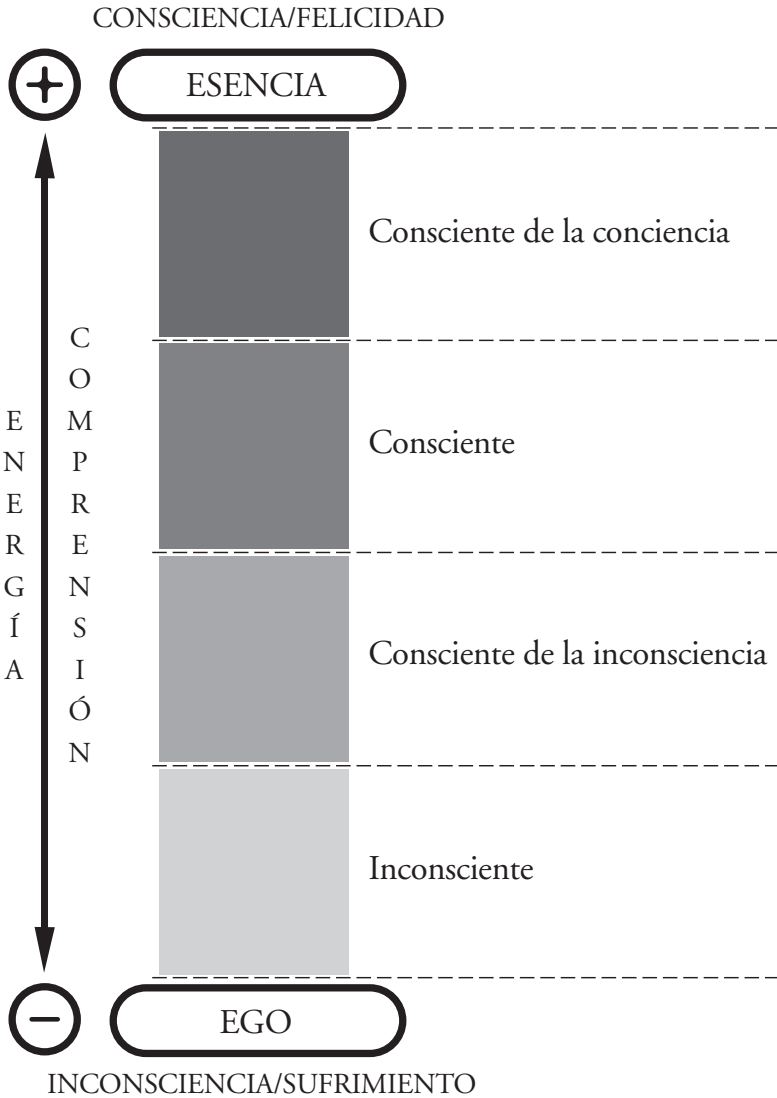 CONSCIENCIA/FELICIDAD
+
ESENCIA
Consciente de la conciencia
Consciente
Consciente de la inconsciencia
Inconsciente
ENERGÍA
COMPRENSIÓN
−
EGO
INCONSCIENCIA/SUFRIMIENTO